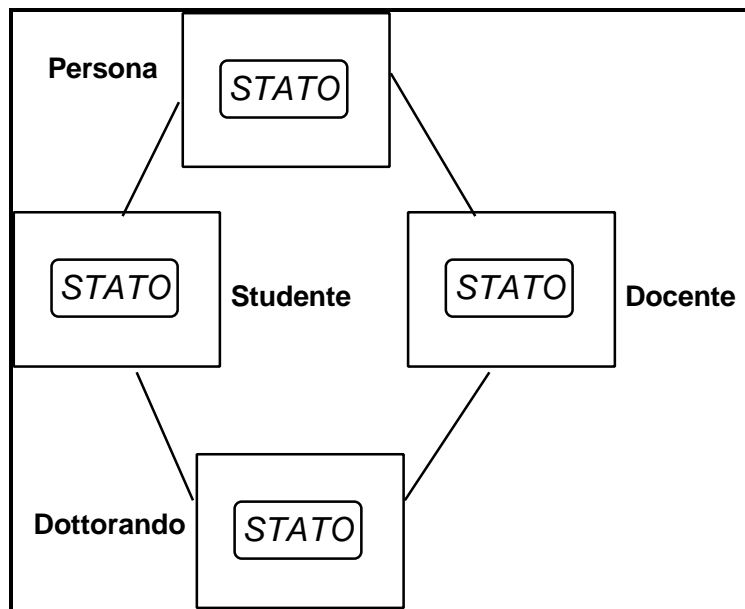 Persona
STATO
STATO
Studente
STATO
Docente
Dottorando
STATO